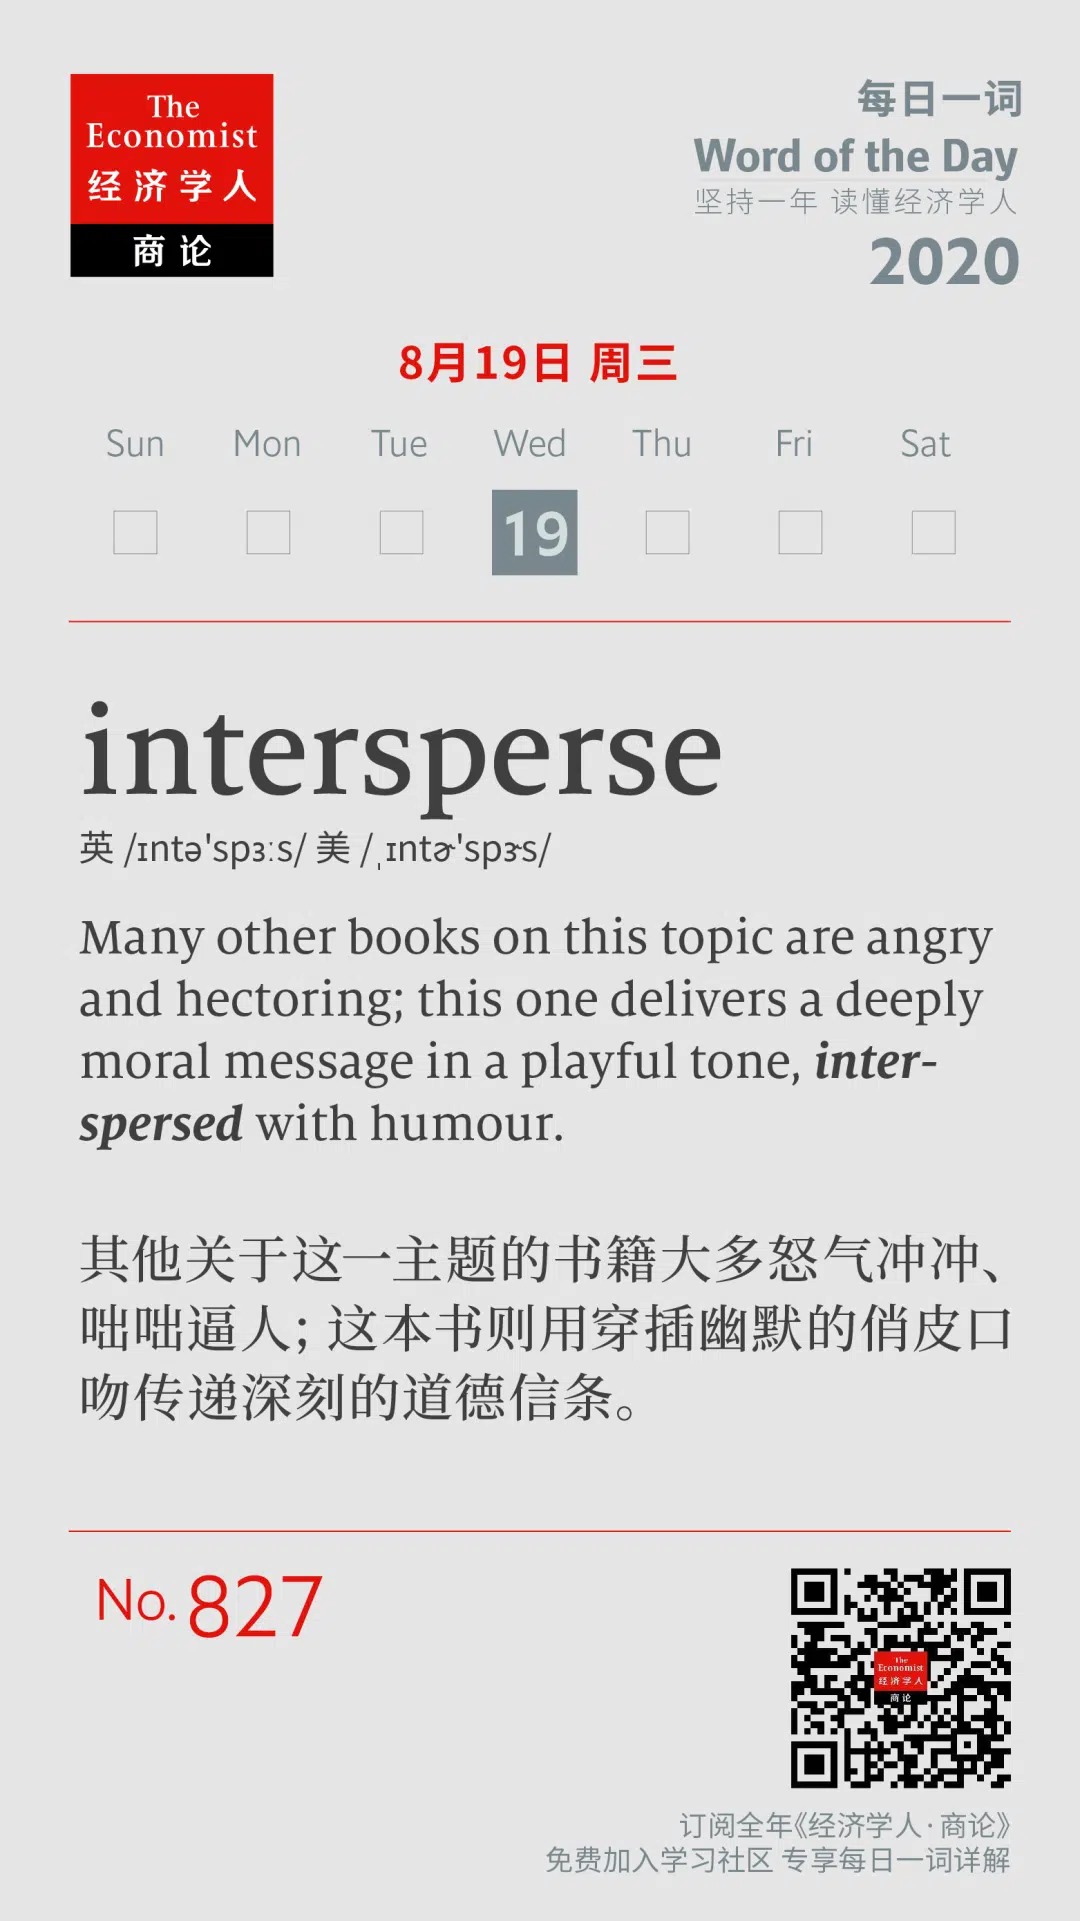 The
Economist
经济学人
商论
每日一词
Word of the Day
坚持一年 读懂经济学人
2020
8月19日 周三
Sun Mon Tue Wed Thu Fri Sat
19
intersperse
英 /ɪntə'spɜːs/ 美 /ˌɪntɚ'spɝs/
Many other books on this topic are angry
and hectoring; this one delivers a deeply
moral message in a playful tone, inter-
spersed with humour.
其他关于这一主题的书籍大多怒气冲冲、
咄咄逼人；这本书则用穿插幽默的俏皮口
吻传递深刻的道德信条。
No. 827
The
Economist
经济学人
商论
订阅全年《经济学人·商论》
免费加入学习社区 专享每日一词详解